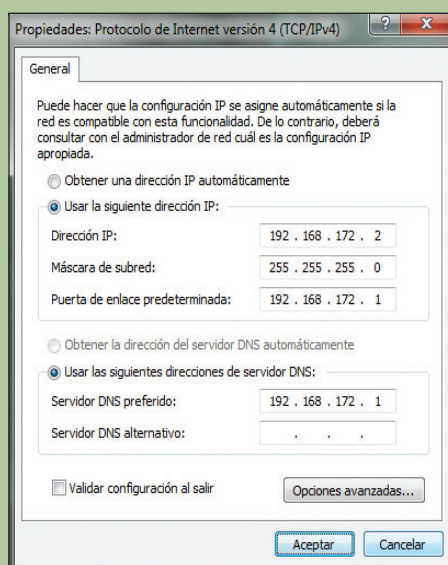 Propiedades: Protocolo de Internet versión 4 (TCP/IPv4)
General
Puede hacer que la configuración IP se asigne automáticamente si la
red es compatible con esta funcionalidad. De lo contrario, deberá
consultar con el administrador de red cuál es la configuración IP
apropiada.
Obtener una dirección IP automáticamente
Usar la siguiente dirección IP:
Dirección IP: 192 . 168 . 172 . 2
Máscara de subred: 255 . 255 . 255 . 0
Puerta de enlace predeterminada: 192 . 168 . 172 . 1
Obtener la dirección del servidor DNS automáticamente
Usar las siguientes direcciones de servidor DNS:
Servidor DNS preferido: 192 . 168 . 172 . 1
Servidor DNS alternativo: . . .
Validar configuración al salir Opciones avanzadas...
Aceptar Cancelar